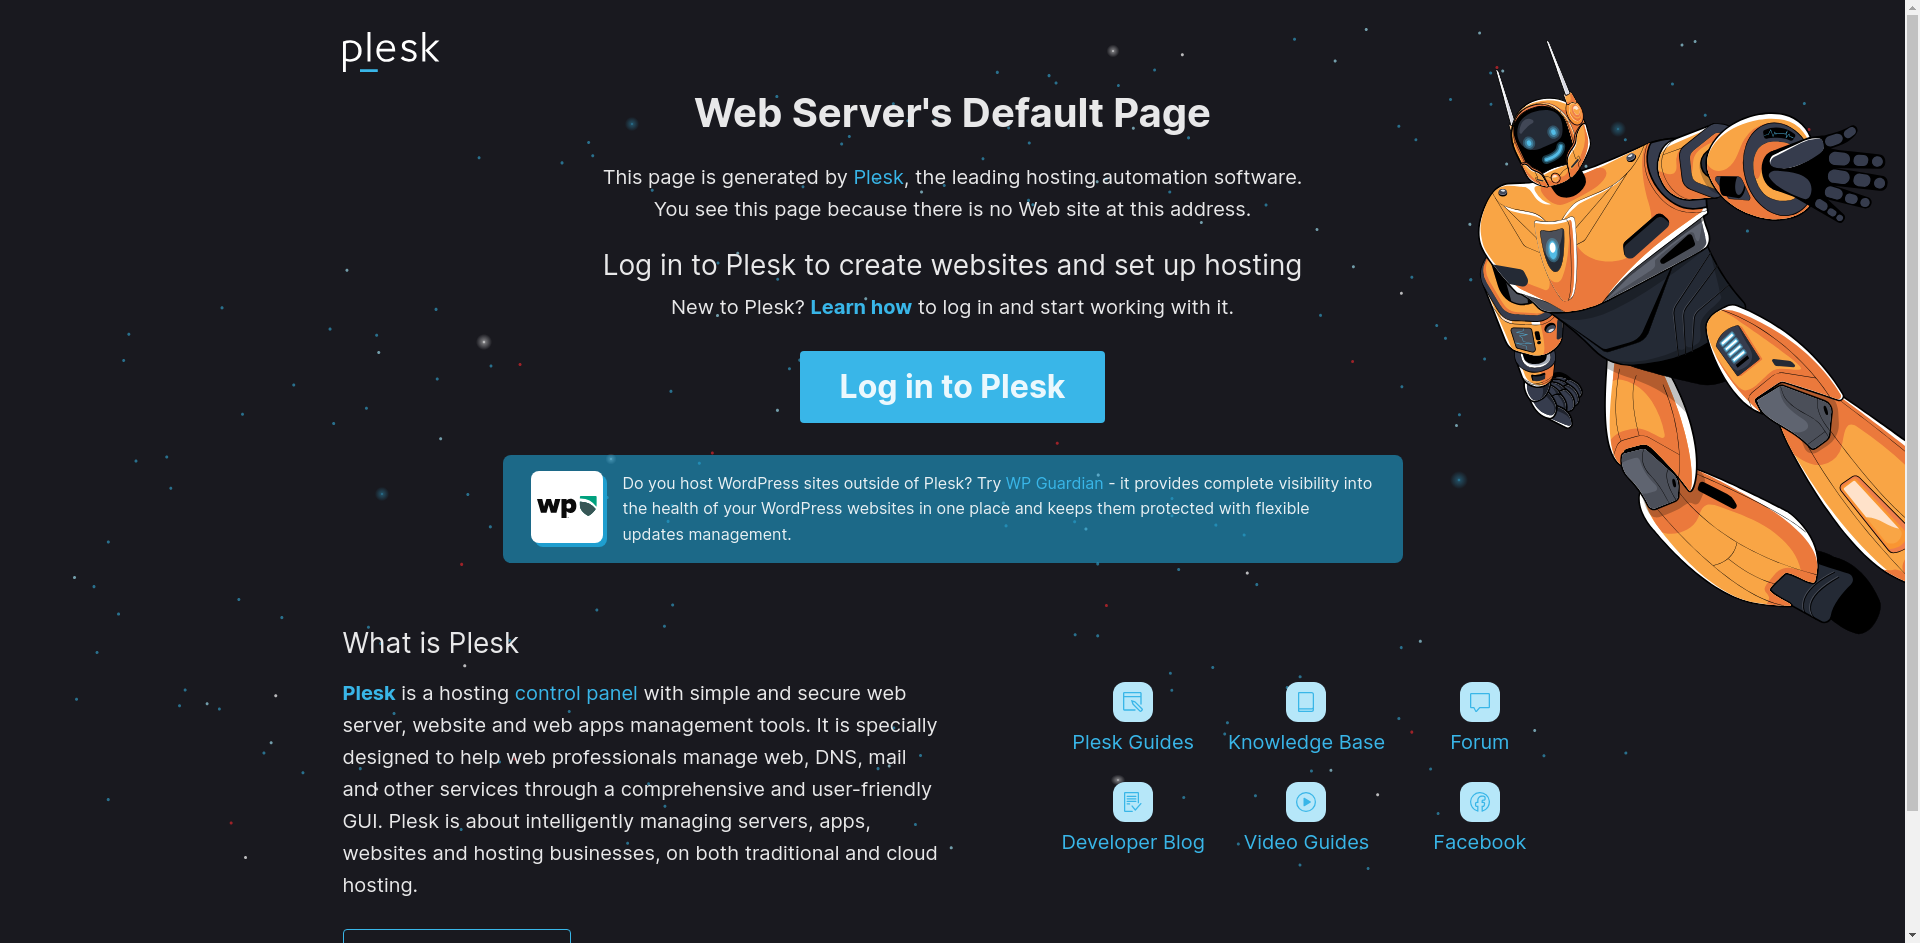 plesk
Web Server's Default Page
This page is generated by Plesk, the leading hosting automation software.
You see this page because there is no Web site at this address.
Log in to Plesk to create websites and set up hosting
New to Plesk? Learn how to log in and start working with it.
Log in to Plesk
wp
Do you host WordPress sites outside of Plesk? Try WP Guardian - it provides complete visibility into
the health of your WordPress websites in one place and keeps them protected with flexible
updates management.
What is Plesk
Plesk is a hosting control panel with simple and secure web
server, website and web apps management tools. It is specially
designed to help web professionals manage web, DNS, mail
and other services through a comprehensive and user-friendly
GUI. Plesk is about intelligently managing servers, apps,
websites and hosting businesses, on both traditional and cloud
hosting.
Plesk Guides
Knowledge Base
Forum
Developer Blog
Video Guides
Facebook